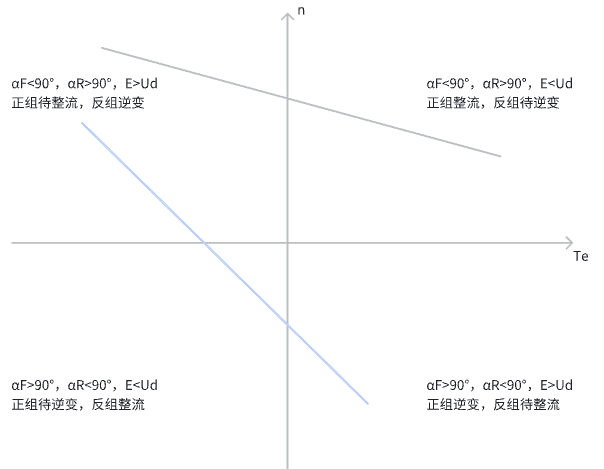 n
αF<90°，αR>90°，E>Ud
正组待整流，反组逆变
αF<90°，αR>90°，E<Ud
正组整流，反组待逆变
Te
αF>90°，αR<90°，E<Ud
正组待逆变，反组整流
αF>90°，αR<90°，E>Ud
正组逆变，反组待整流